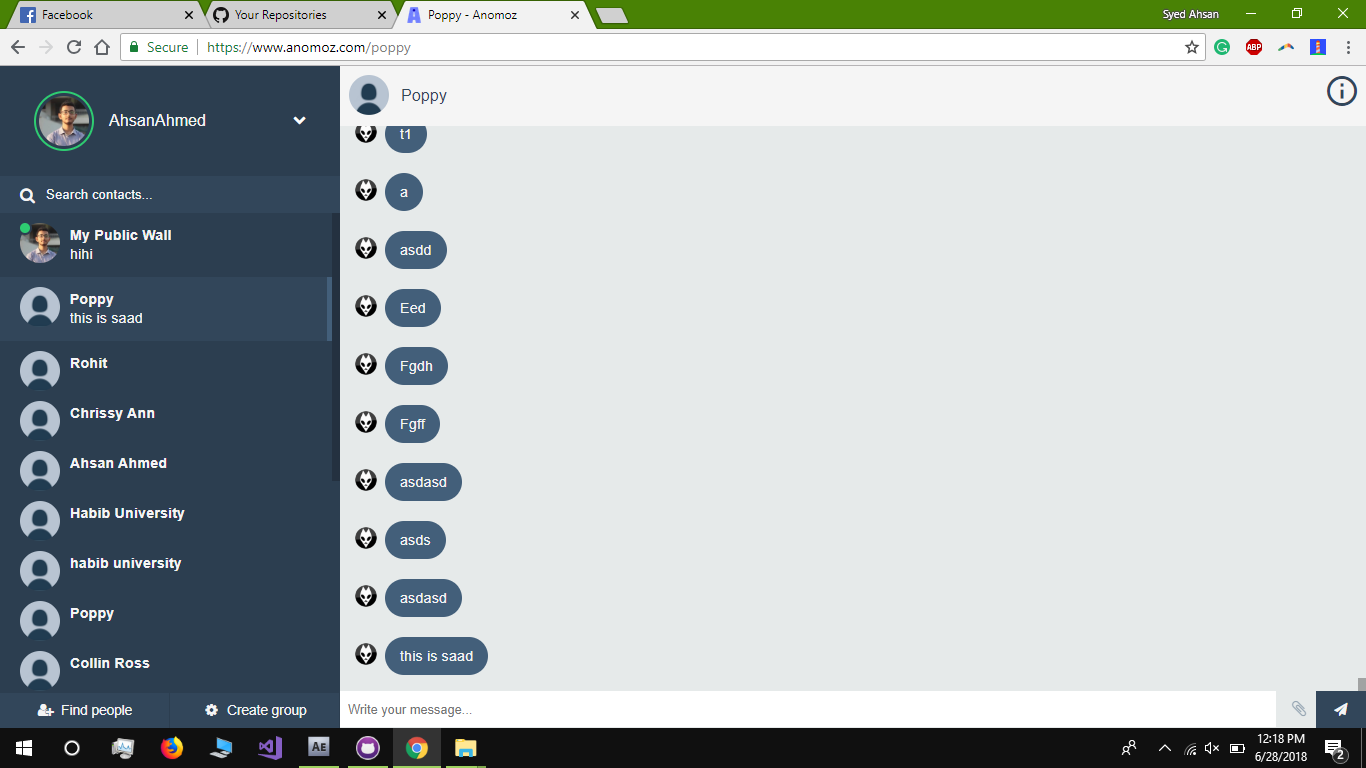 Facebook
Your Repositories
Poppy - Anomoz
Syed Ahsan
Secure
https://www.anomoz.com/poppy
ABP
AhsanAhmed
Search contacts...
My Public Wall
hihi
Poppy
this is saad
Rohit
Chrissy Ann
Ahsan Ahmed
Habib University
habib university
Poppy
Collin Ross
Find people
Create group
Poppy
t1
a
asdd
Eed
Fgdh
Fgff
asdasd
asds
asdasd
this is saad
Write your message...
Ae
12:18 PM
6/28/2018
2